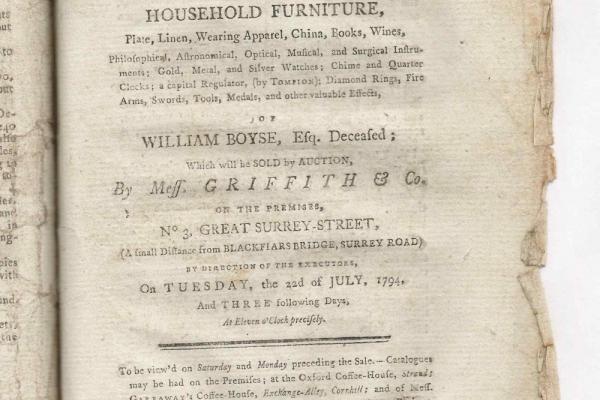 HOUSEHOLD FURNITURE,
Plate, Linen, Wearing Apparel, China, Books, Wines,
Philosophical, Astronomical, Optical, Musical, and Surgical Instru-
ments; Gold, Metal, and Silver Watches; Chime and Quarter
Clocks; a capital Regulator, (by TOMPION); Diamond Rings, Fire
Arms, Swords, Tools, Medals, and other valuable Effects,
OF
WILLIAM BOYSE, Esq. Deceased;
Which will be SOLD by AUCTION,
By Mess. GRIFFITH & Co.
ON THE PREMISES,
No 3, GREAT SURREY-STREET,
(A small Distance from BLACKFIARS BRIDGE, SURREY ROAD)
BY DIRECTION OF THE EXECUTORS,
On TUESDAY, the 22d of JULY, 1794,
And THREE following Days,
At Eleven o'Clock precisely.
To be view'd on Saturday and Monday preceding the Sale.—Catalogues
may be had on the Premises; at the Oxford Coffee-House, Strand;
GARRAWAY'S Coffee-House, Exchange-Alley, Cornhill; and of Mess.